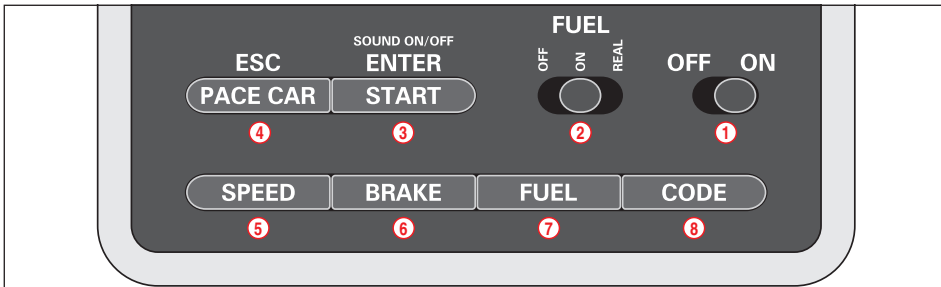 FUEL
SOUND ON/OFF
OFF ON REAL
ESC ENTER OFF ON
PACE CAR START
4 3 2 1
SPEED BRAKE FUEL CODE
5 6 7 8